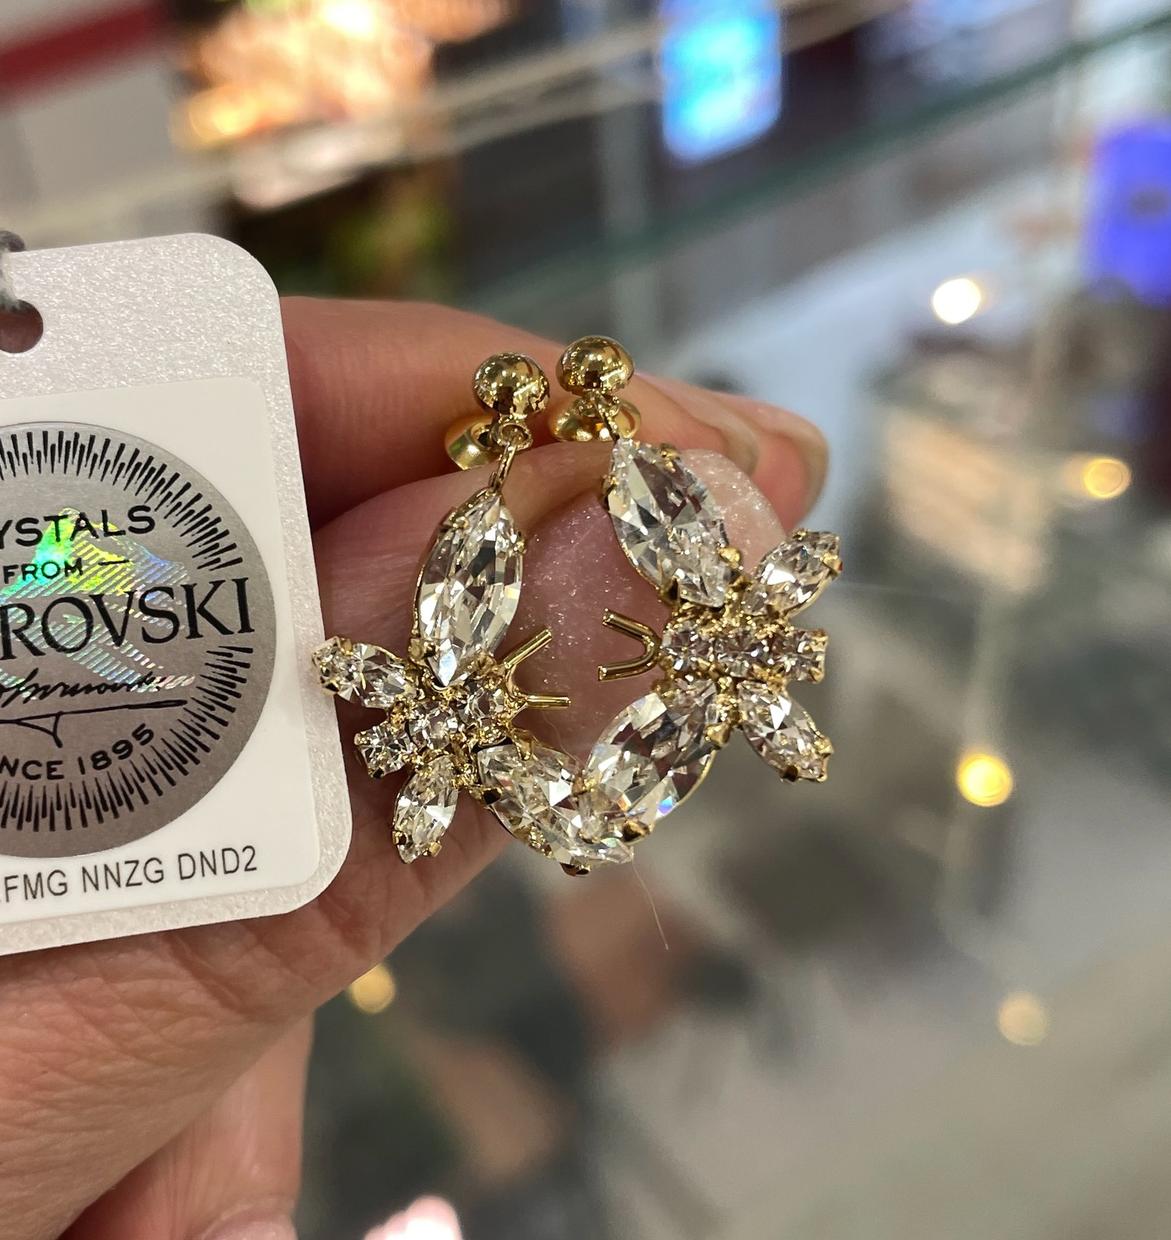 YSTALS
FROM —
ROVSKI
NCE 1895
FMG NNZG DND2